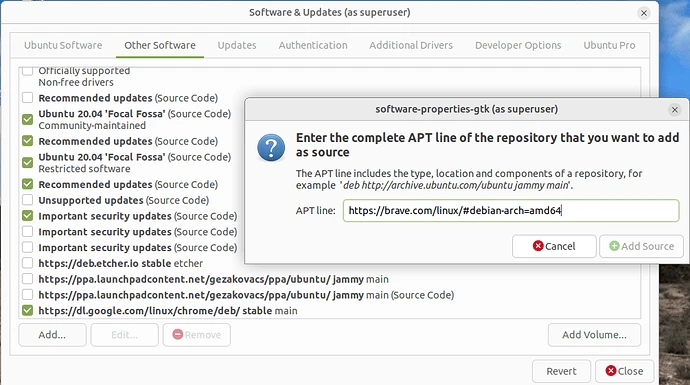 Software & Updates (as superuser)
Ubuntu Software Other Software Updates Authentication Additional Drivers Developer Options Ubuntu Pro
Officially supported
Non-free drivers
Recommended updates (Source Code)
Ubuntu 20.04 'Focal Fossa' (Source Code)
Community-maintained
Recommended updates (Source Code)
Ubuntu 20.04 'Focal Fossa' (Source Code)
Restricted software
Recommended updates (Source Code)
Unsupported updates (Source Code)
Important security updates (Source Code)
Important security updates (Source Code)
Important security updates (Source Code)
https://deb.etcher.io stable etcher
https://ppa.launchpadcontent.net/gezakovacs/ppa/ubuntu/ jammy main
https://ppa.launchpadcontent.net/gezakovacs/ppa/ubuntu/ jammy main (Source Code)
https://dl.google.com/linux/chrome/deb/ stable main
Add... Edit... Remove Add Volume...
Revert Close
software-properties-gtk (as superuser)
Enter the complete APT line of the repository that you want to add
as source
The APT line includes the type, location and components of a repository, for
example 'deb http://archive.ubuntu.com/ubuntu jammy main'.
APT line: https://brave.com/linux/#debian-arch=amd64
Cancel Add Source